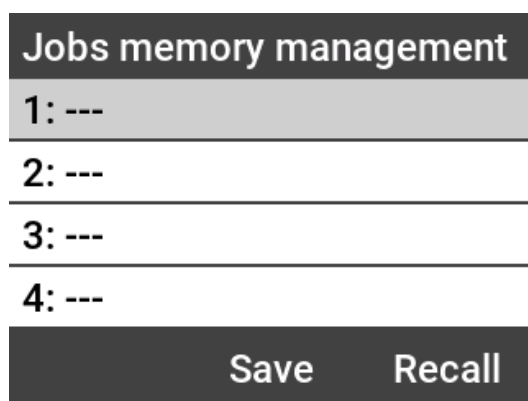 Jobs memory management
1: ---
2: ---
3: ---
4: ---
Save Recall